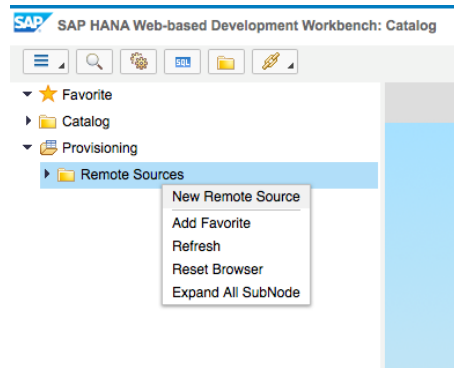 SAP SAP HANA Web-based Development Workbench: Catalog
SQL
Favorite
Catalog
Provisioning
Remote Sources
New Remote Source
Add Favorite
Refresh
Reset Browser
Expand All SubNode